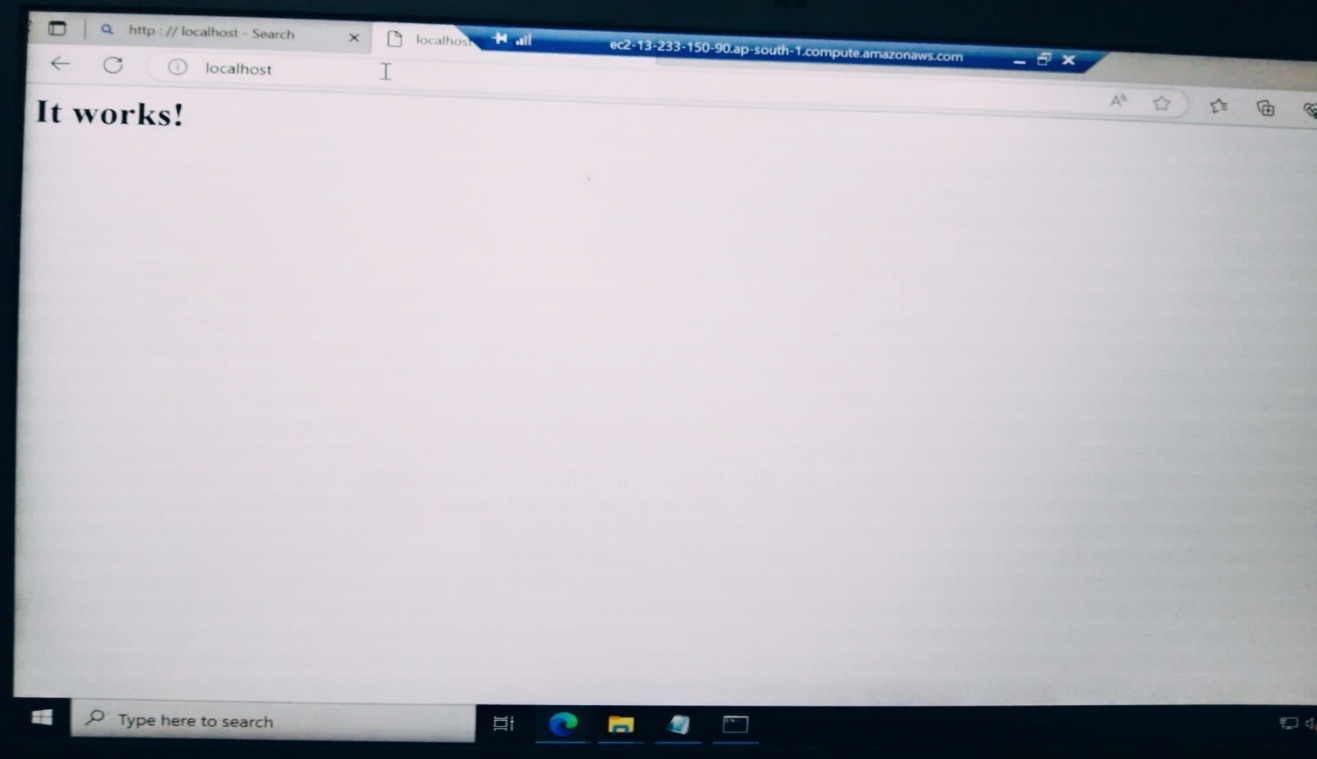 http : // localhost - Search
localhost
ec2-13-233-150-90.ap-south-1.compute.amazonaws.com
localhost
It works!
Type here to search